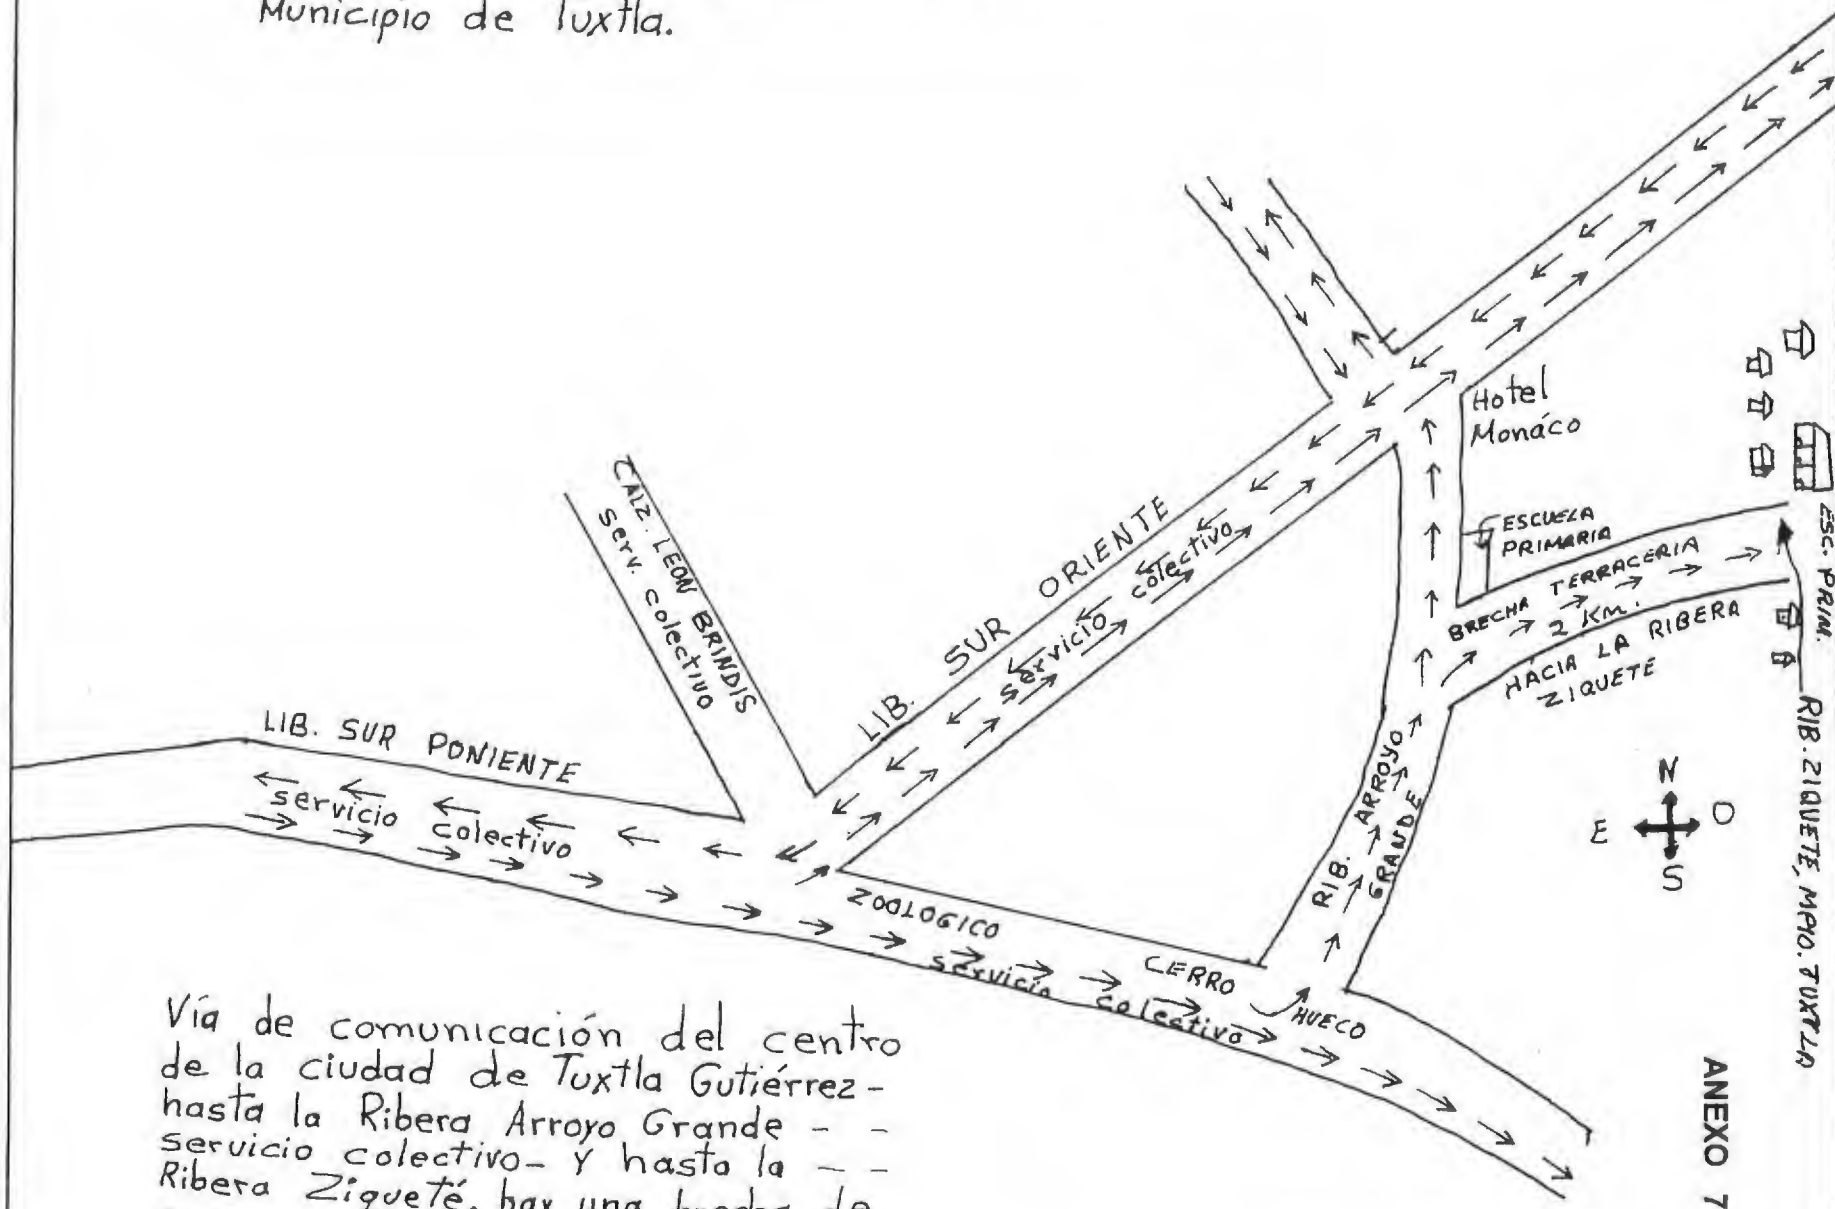 Municipio de Tuxtla.
Hotel
Monáco
ESCUELA
PRIMARIA
ESC. PRIM.
BRECHA TERRACERIA
2 Km.
HACIA LA RIBERA
ZIQUETE
RIB. ZIQUETE, MPIO. TUXTLA
CALZ. LEON BRINDIS
serv. colectivo
LIB. SUR ORIENTE
servicio colectivo
LIB. SUR PONIENTE
servicio colectivo
RIB. ARROYO
GRANDE
N
E O
S
ZOOLOGICO
CERRO HUECO
servicio colectivo
ANEXO 7
Vía de comunicación del centro
de la ciudad de Tuxtla Gutiérrez-
hasta la Ribera Arroyo Grande - -
servicio colectivo- y hasta la - -
Ribera Ziqueté, hay una brecha de